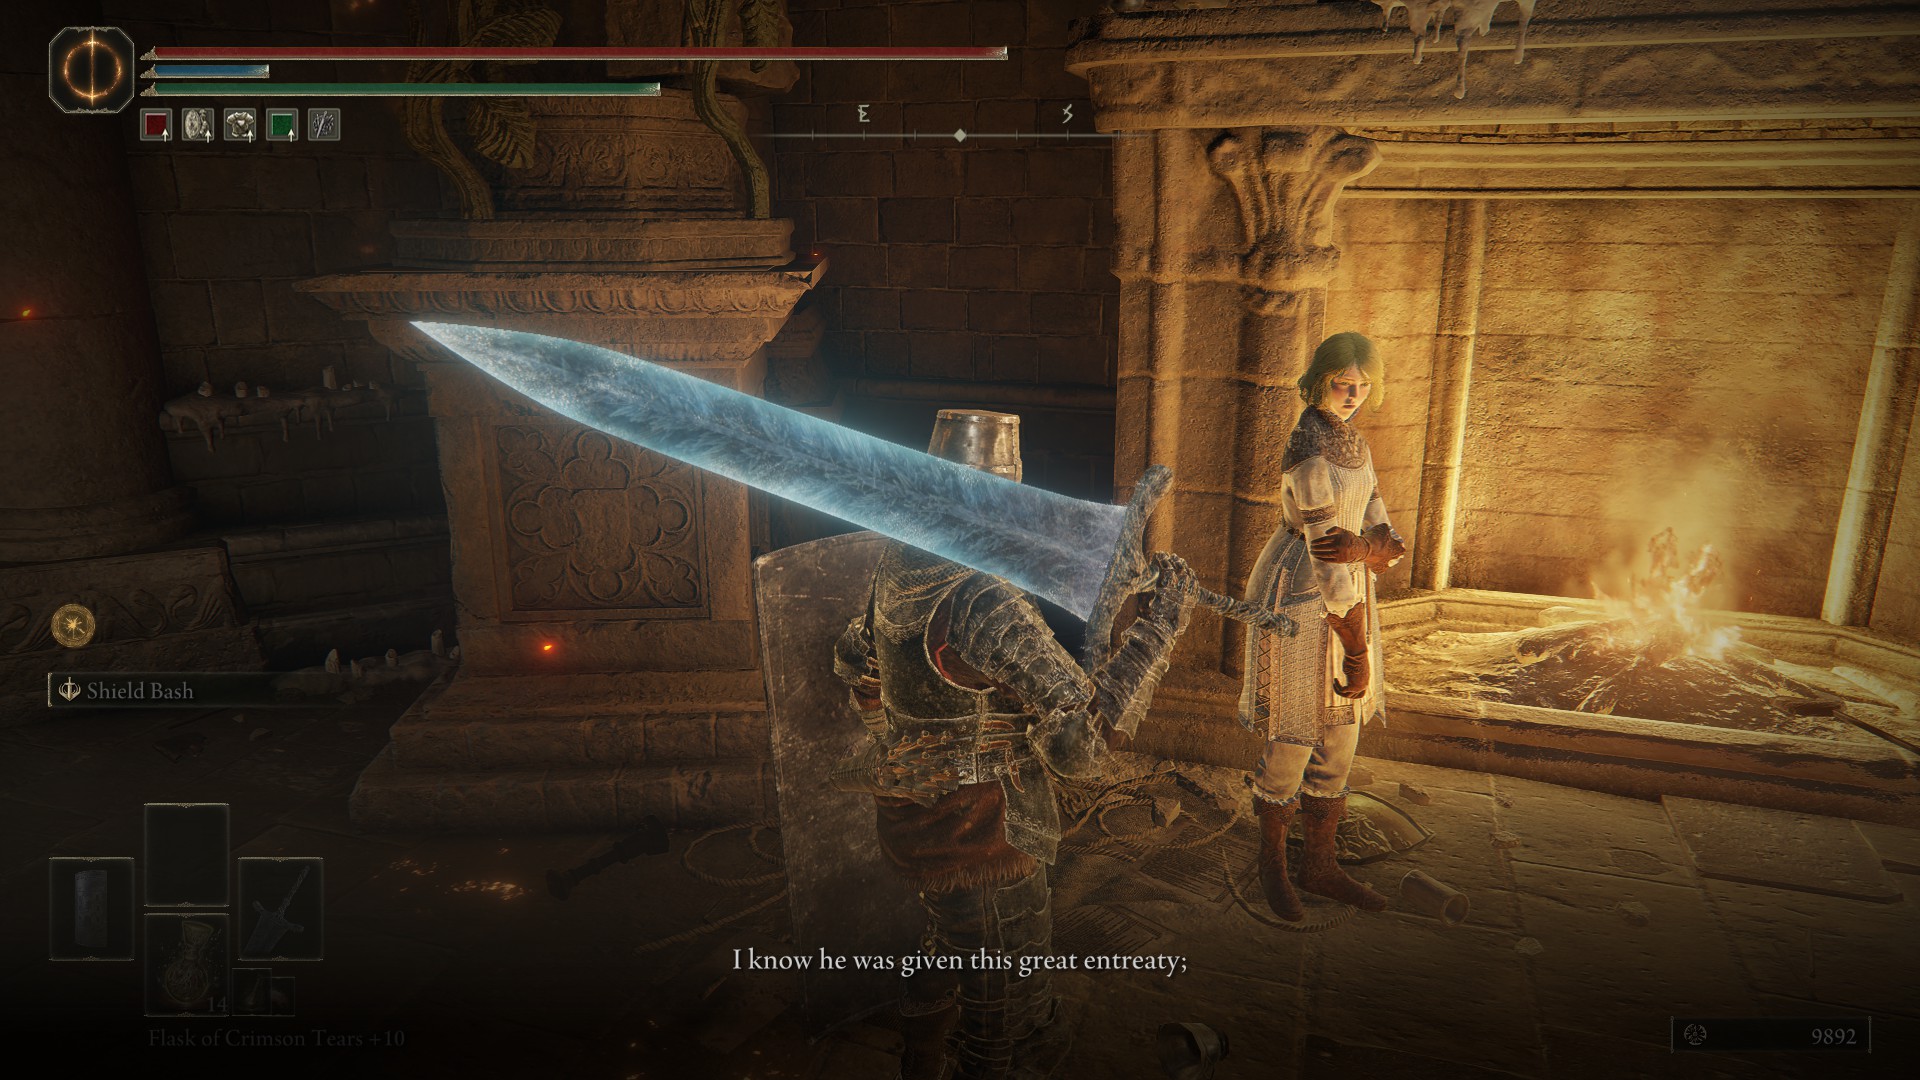 E
S
Shield Bash
I know he was given this great entreaty;
14
Flask of Crimson Tears +10
9892